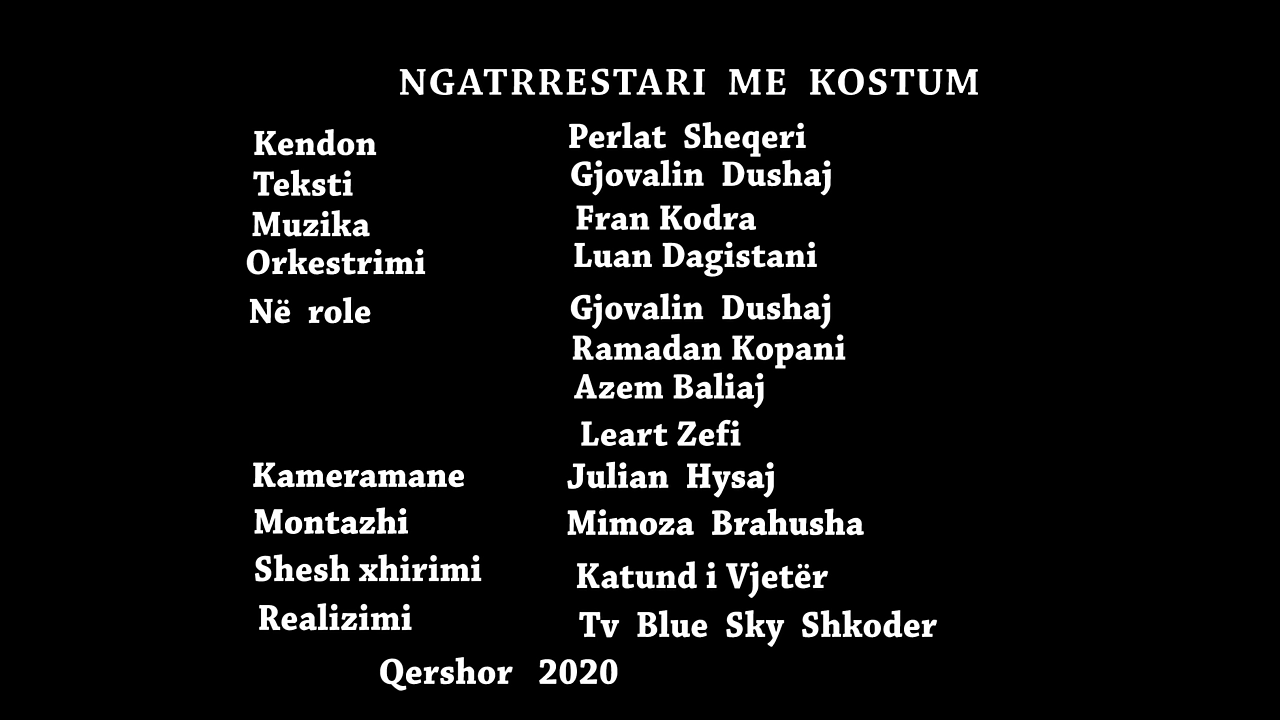 NGATRRESTARI ME KOSTUM
Kendon Perlat Sheqeri
Teksti Gjovalin Dushaj
Muzika Fran Kodra
Orkestrimi Luan Dagistani
Në role Gjovalin Dushaj
Ramadan Kopani
Azem Baliaj
Leart Zefi
Kameramane Julian Hysaj
Montazhi Mimoza Brahusha
Shesh xhirimi Katund i Vjetër
Realizimi Tv Blue Sky Shkoder
Qershor 2020